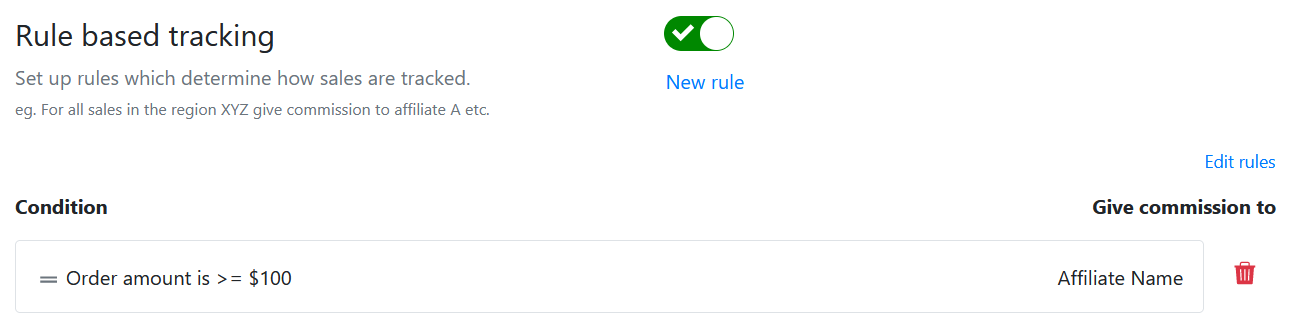 Rule based tracking
Set up rules which determine how sales are tracked.
New rule
eg. For all sales in the region XYZ give commission to affiliate A etc.
Edit rules
Condition
Give commission to
Order amount is >= $100
Affiliate Name